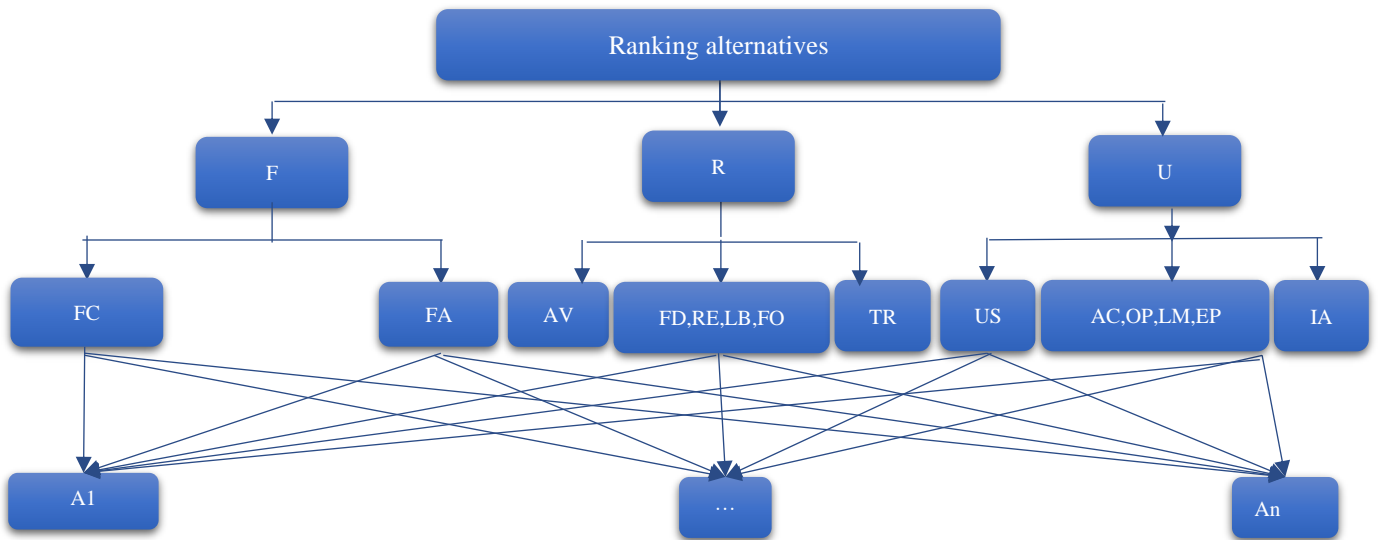 Ranking alternatives
F
R
U
FC
FA
AV
FD,RE,LB,FO
TR
US
AC,OP,LM,EP
IA
A1
…
An